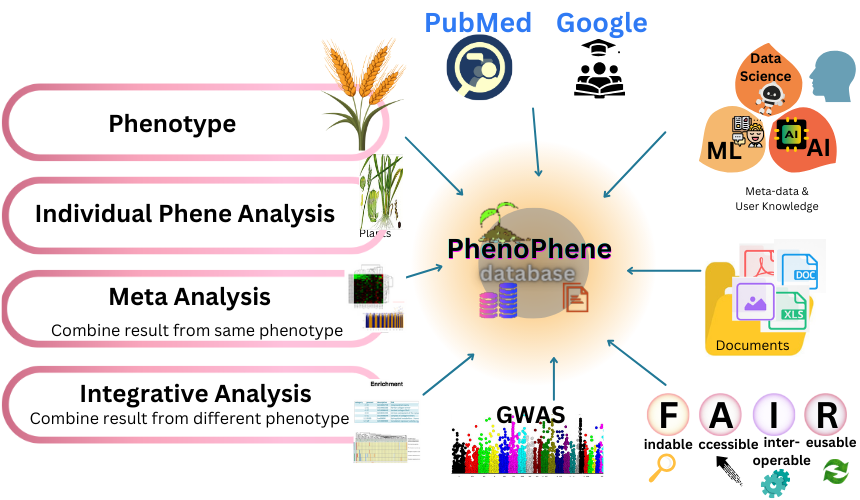 PubMed
Google
Phenotype
Individual Phene Analysis
Plants
Meta Analysis
Combine result from same phenotype
Integrative Analysis
Combine result from different phenotype
Enrichment
PhenoPhene
database
GWAS
Data
Science
ML
AI
AI
Meta-data &
User Knowledge
DOC
XLS
Documents
F A I R
indable ccessible inter-operable eusable